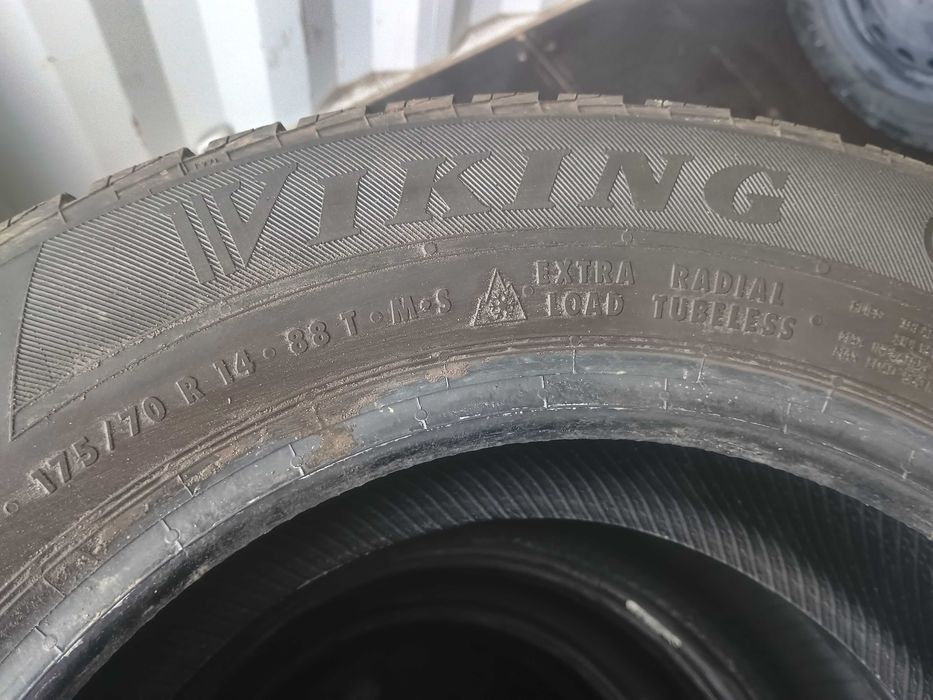 VIKING
• 175/70 R 14 • 88 T • M•S
EXTRA LOAD
RADIAL TUBELESS